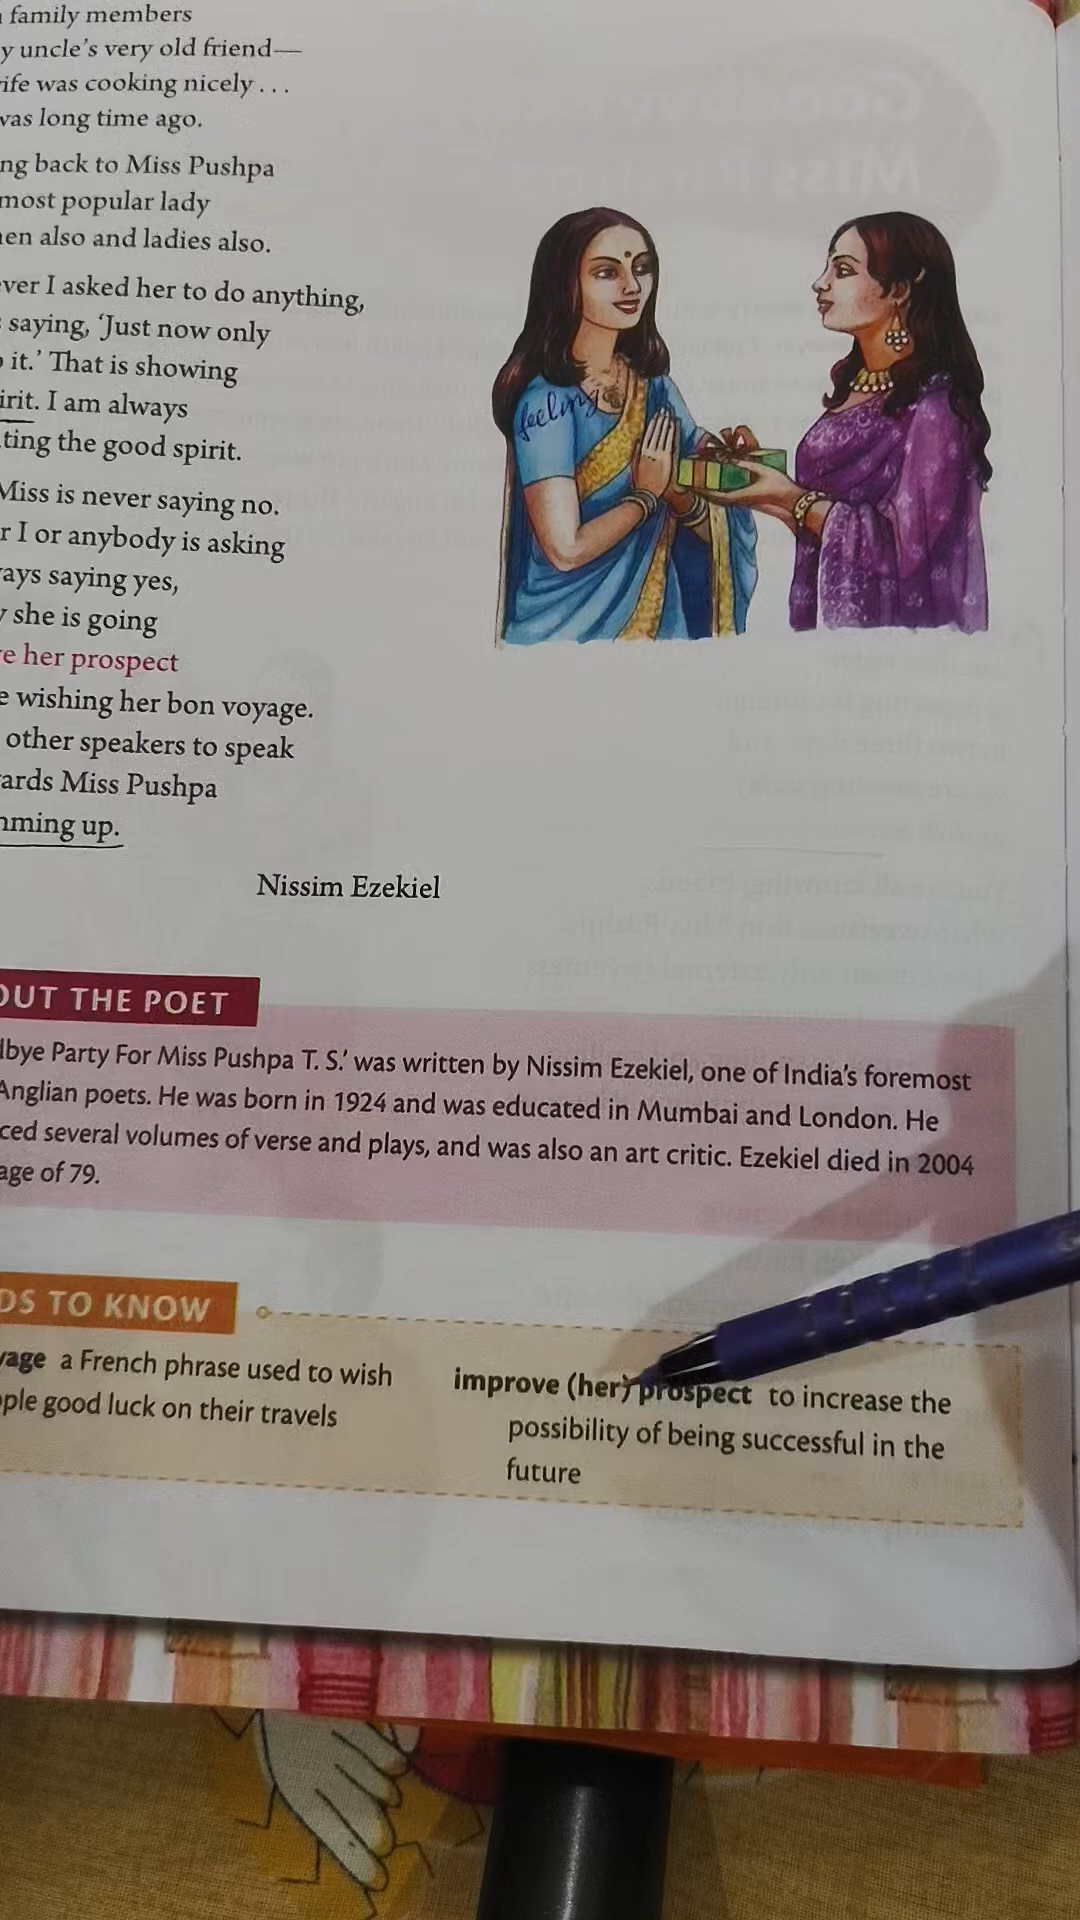 family members
y uncle's very old friend—
ife was cooking nicely . . .
was long time ago.
ng back to Miss Pushpa
most popular lady
en also and ladies also.
ver I asked her to do anything,
saying, 'Just now only
it.' That is showing
irit. I am always
ting the good spirit.
Miss is never saying no.
r I or anybody is asking
ays saying yes,
she is going
e her prospect
e wishing her bon voyage.
other speakers to speak
ards Miss Pushpa
mming up.
feeling
Nissim Ezekiel
OUT THE POET
lbye Party For Miss Pushpa T. S.' was written by Nissim Ezekiel, one of India's foremost
Anglian poets. He was born in 1924 and was educated in Mumbai and London. He
ced several volumes of verse and plays, and was also an art critic. Ezekiel died in 2004
age of 79.
DS TO KNOW
yage a French phrase used to wish
ple good luck on their travels
improve (her) prospect to increase the
possibility of being successful in the
future